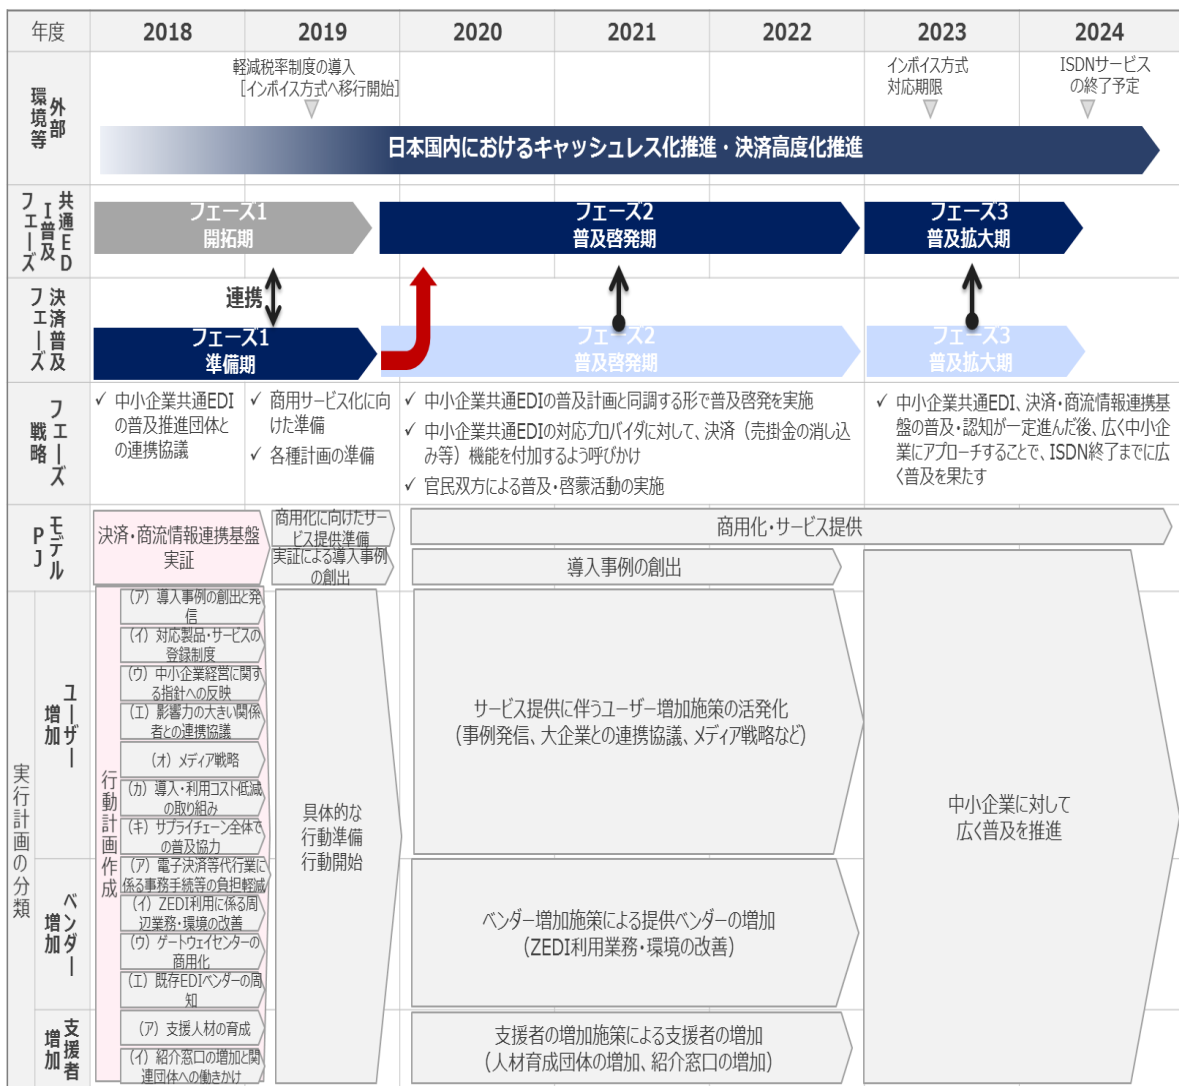 年度
2018
2019
2020
2021
2022
2023
2024
外部
環境等
軽減税率制度の導入
[インボイス方式へ移行開始]
インボイス方式
対応期限
ISDNサービス
の終了予定
日本国内におけるキャッシュレス化推進・決済高度化推進
共通ED
I普及
フェーズ
フェーズ1
開拓期
フェーズ2
普及啓発期
フェーズ3
普及拡大期
連携
決済普及
フェーズ
フェーズ1
準備期
フェーズ2
普及啓発期
フェーズ3
普及拡大期
フェーズ
戦略
✓ 中小企業共通EDI
の普及推進団体と
の連携協議
✓ 商用サービス化に向
けた準備
✓ 各種計画の準備
✓ 中小企業共通EDIの普及計画と同調する形で普及啓発を実施
✓ 中小企業共通EDIの対応プロバイダに対して、決済（売掛金の消し込
み等）機能を付加するよう呼びかけ
✓ 官民双方による普及・啓蒙活動の実施
✓ 中小企業共通EDI、決済・商流情報連携基
盤の普及・認知が一定進んだ後、広く中小企
業にアプローチすることで、ISDN終了までに広
く普及を果たす
モデル
PJ
決済・商流情報連携基盤
実証
商用化に向けたサー
ビス提供準備
実証による導入事例
の創出
商用化・サービス提供
導入事例の創出
実行計画の分類
ユーザー
増加
ベンダー
増加
支援者
増加
行動計画作成
（ア）導入事例の創出と発
信
（イ）対応製品・サービスの
登録制度
（ウ）中小企業経営に関す
る指針への反映
（エ）影響力の大きい関係
者との連携協議
（オ）メディア戦略
（カ）導入・利用コスト低減
の取り組み
（キ）サプライチェーン全体で
の普及協力
（ア）電子決済等代行業に
係る事務手続等の負担軽減
（イ）ZEDI利用に係る周
辺業務・環境の改善
（ウ）ゲートウェイセンターの
商用化
（エ）既存EDIベンダーの周
知
（ア）支援人材の育成
（イ）紹介窓口の増加と関
連団体への働きかけ
具体的な
行動準備
行動開始
サービス提供に伴うユーザー増加施策の活発化
（事例発信、大企業との連携協議、メディア戦略など）
ベンダー増加施策による提供ベンダーの増加
（ZEDI利用業務・環境の改善）
支援者の増加施策による支援者の増加
（人材育成団体の増加、紹介窓口の増加）
中小企業に対して
広く普及を推進